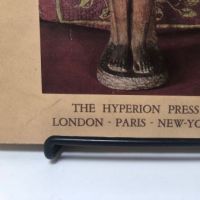 THE HYPERION PRESS
LONDON - PARIS - NEW-YO